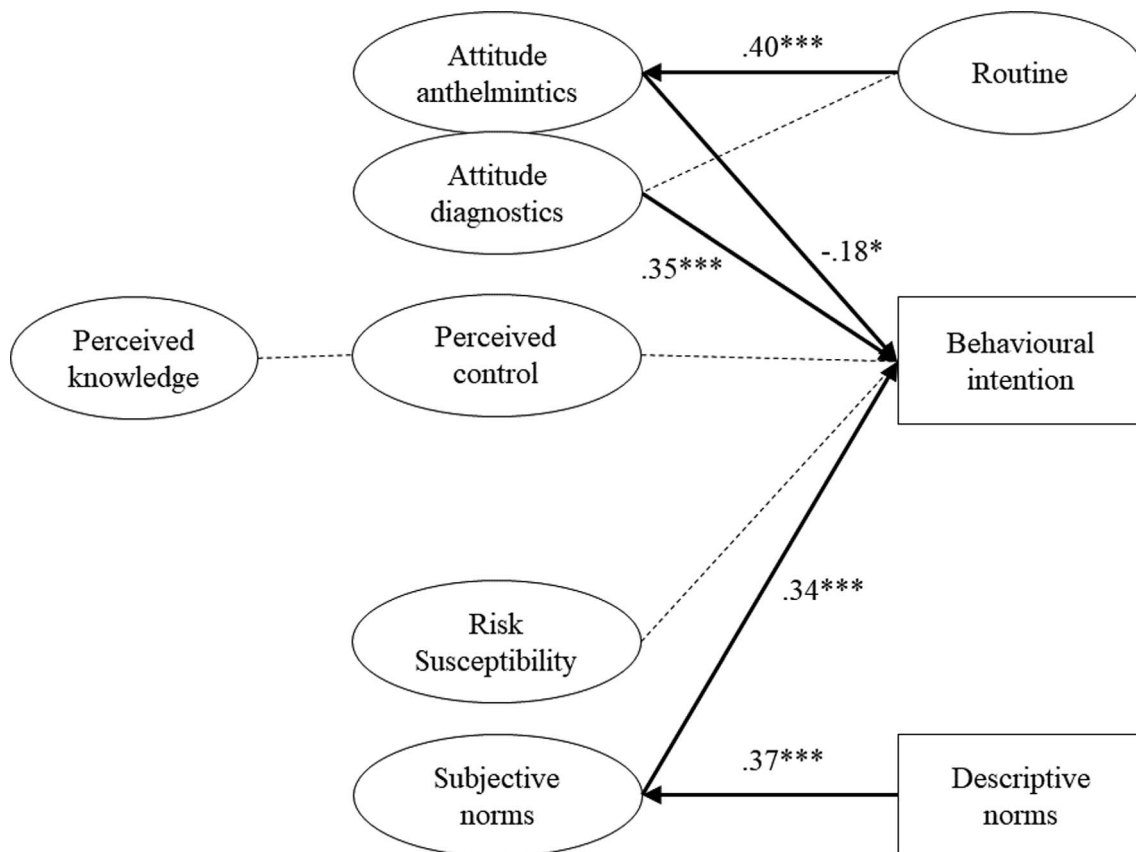 Attitude
anthelmintics
.40***
Routine
Attitude
diagnostics
-.18*
.35***
Perceived
knowledge
Perceived
control
Behavioural
intention
.34***
Risk
Susceptibility
Subjective
norms
.37***
Descriptive
norms